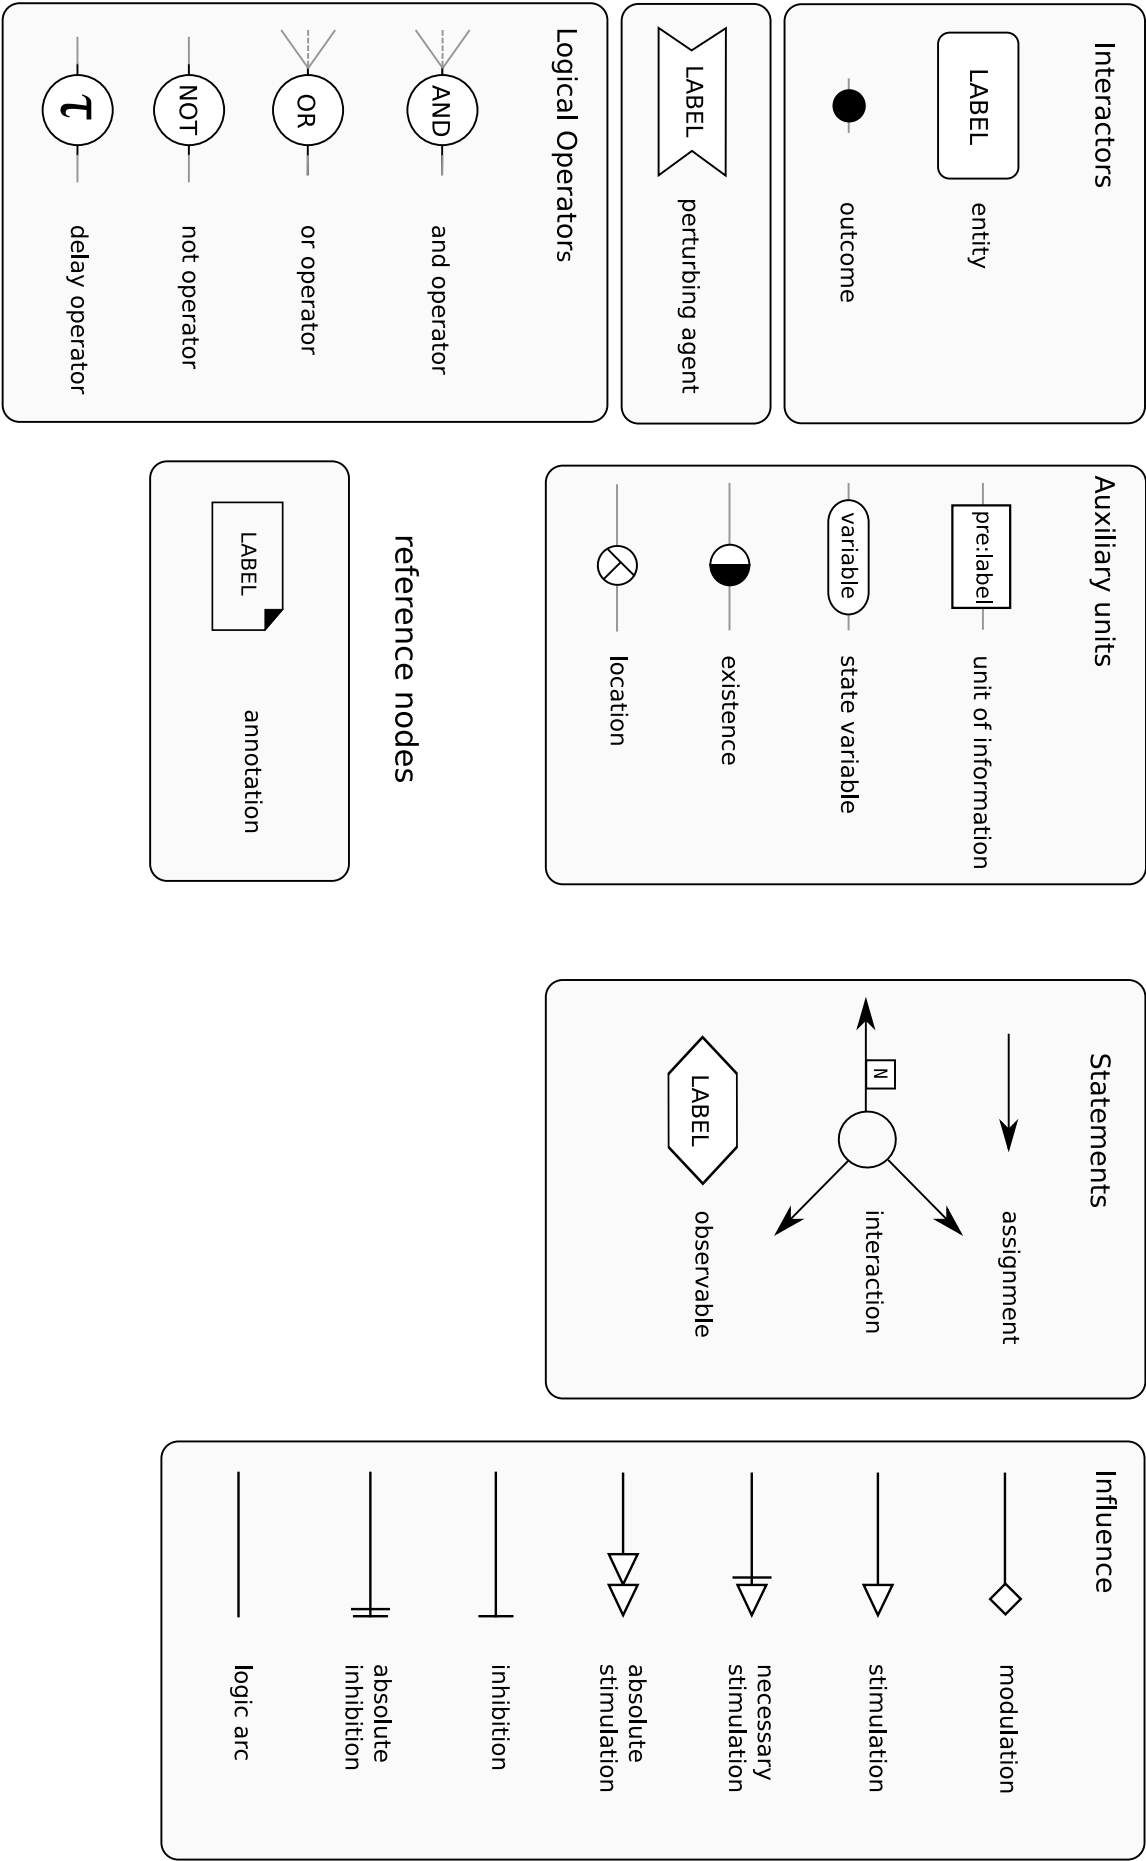 Interactors
LABEL
entity
outcome
LABEL
perturbing agent
Logical Operators
AND
and operator
OR
or operator
NOT
not operator
τ
delay operator
Auxiliary units
pre:label
unit of information
variable
state variable
existence
location
reference nodes
LABEL
annotation
Statements
assignment
N
interaction
LABEL
observable
Influence
modulation
stimulation
necessary
stimulation
absolute
stimulation
inhibition
absolute
inhibition
logic arc